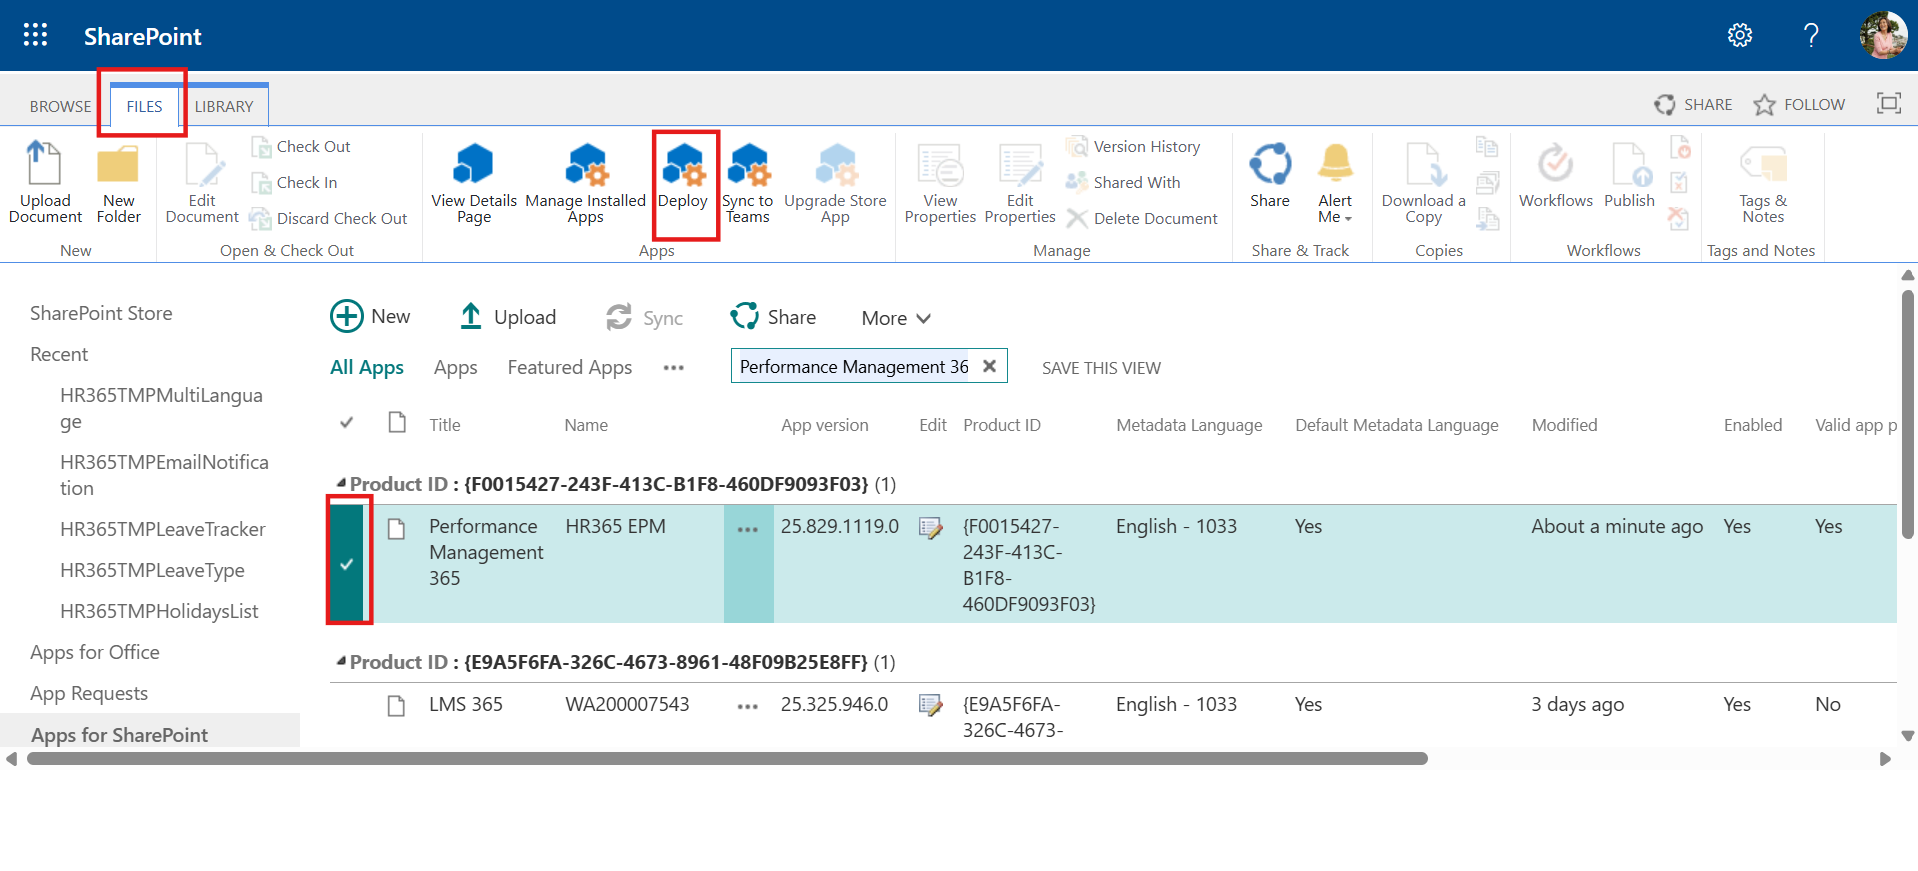 SharePoint
?
BROWSE FILES LIBRARY SHARE FOLLOW
Upload Document
New Folder
New
Edit Document
Check Out
Check In
Discard Check Out
Open & Check Out
View Details Page
Manage Installed Apps
Deploy
Sync to Teams
Upgrade Store App
Apps
View Properties
Edit Properties
Version History
Shared With
Delete Document
Manage
Share
Alert Me
Share & Track
Download a Copy
Copies
Workflows
Publish
Workflows
Tags & Notes
Tags and Notes
SharePoint Store
Recent
HR365TMPMultiLangua
ge
HR365TMPEmailNotifica
tion
HR365TMPLeaveTracker
HR365TMPLeaveType
HR365TMPHolidaysList
Apps for Office
App Requests
Apps for SharePoint
New Upload Sync Share More
All Apps Apps Featured Apps ••• Performance Management 36 SAVE THIS VIEW
Title Name App version Edit Product ID Metadata Language Default Metadata Language Modified Enabled Valid app p
Product ID : {F0015427-243F-413C-B1F8-460DF9093F03} (1)
Performance HR365 EPM ••• 25.829.1119.0 {F0015427- English - 1033 Yes About a minute ago Yes Yes
Management 243F-413C-
365 B1F8-
460DF9093F03}
Product ID : {E9A5F6FA-326C-4673-8961-48F09B25E8FF} (1)
LMS 365 WA200007543 ••• 25.325.946.0 {E9A5F6FA- English - 1033 Yes 3 days ago Yes No
326C-4673-